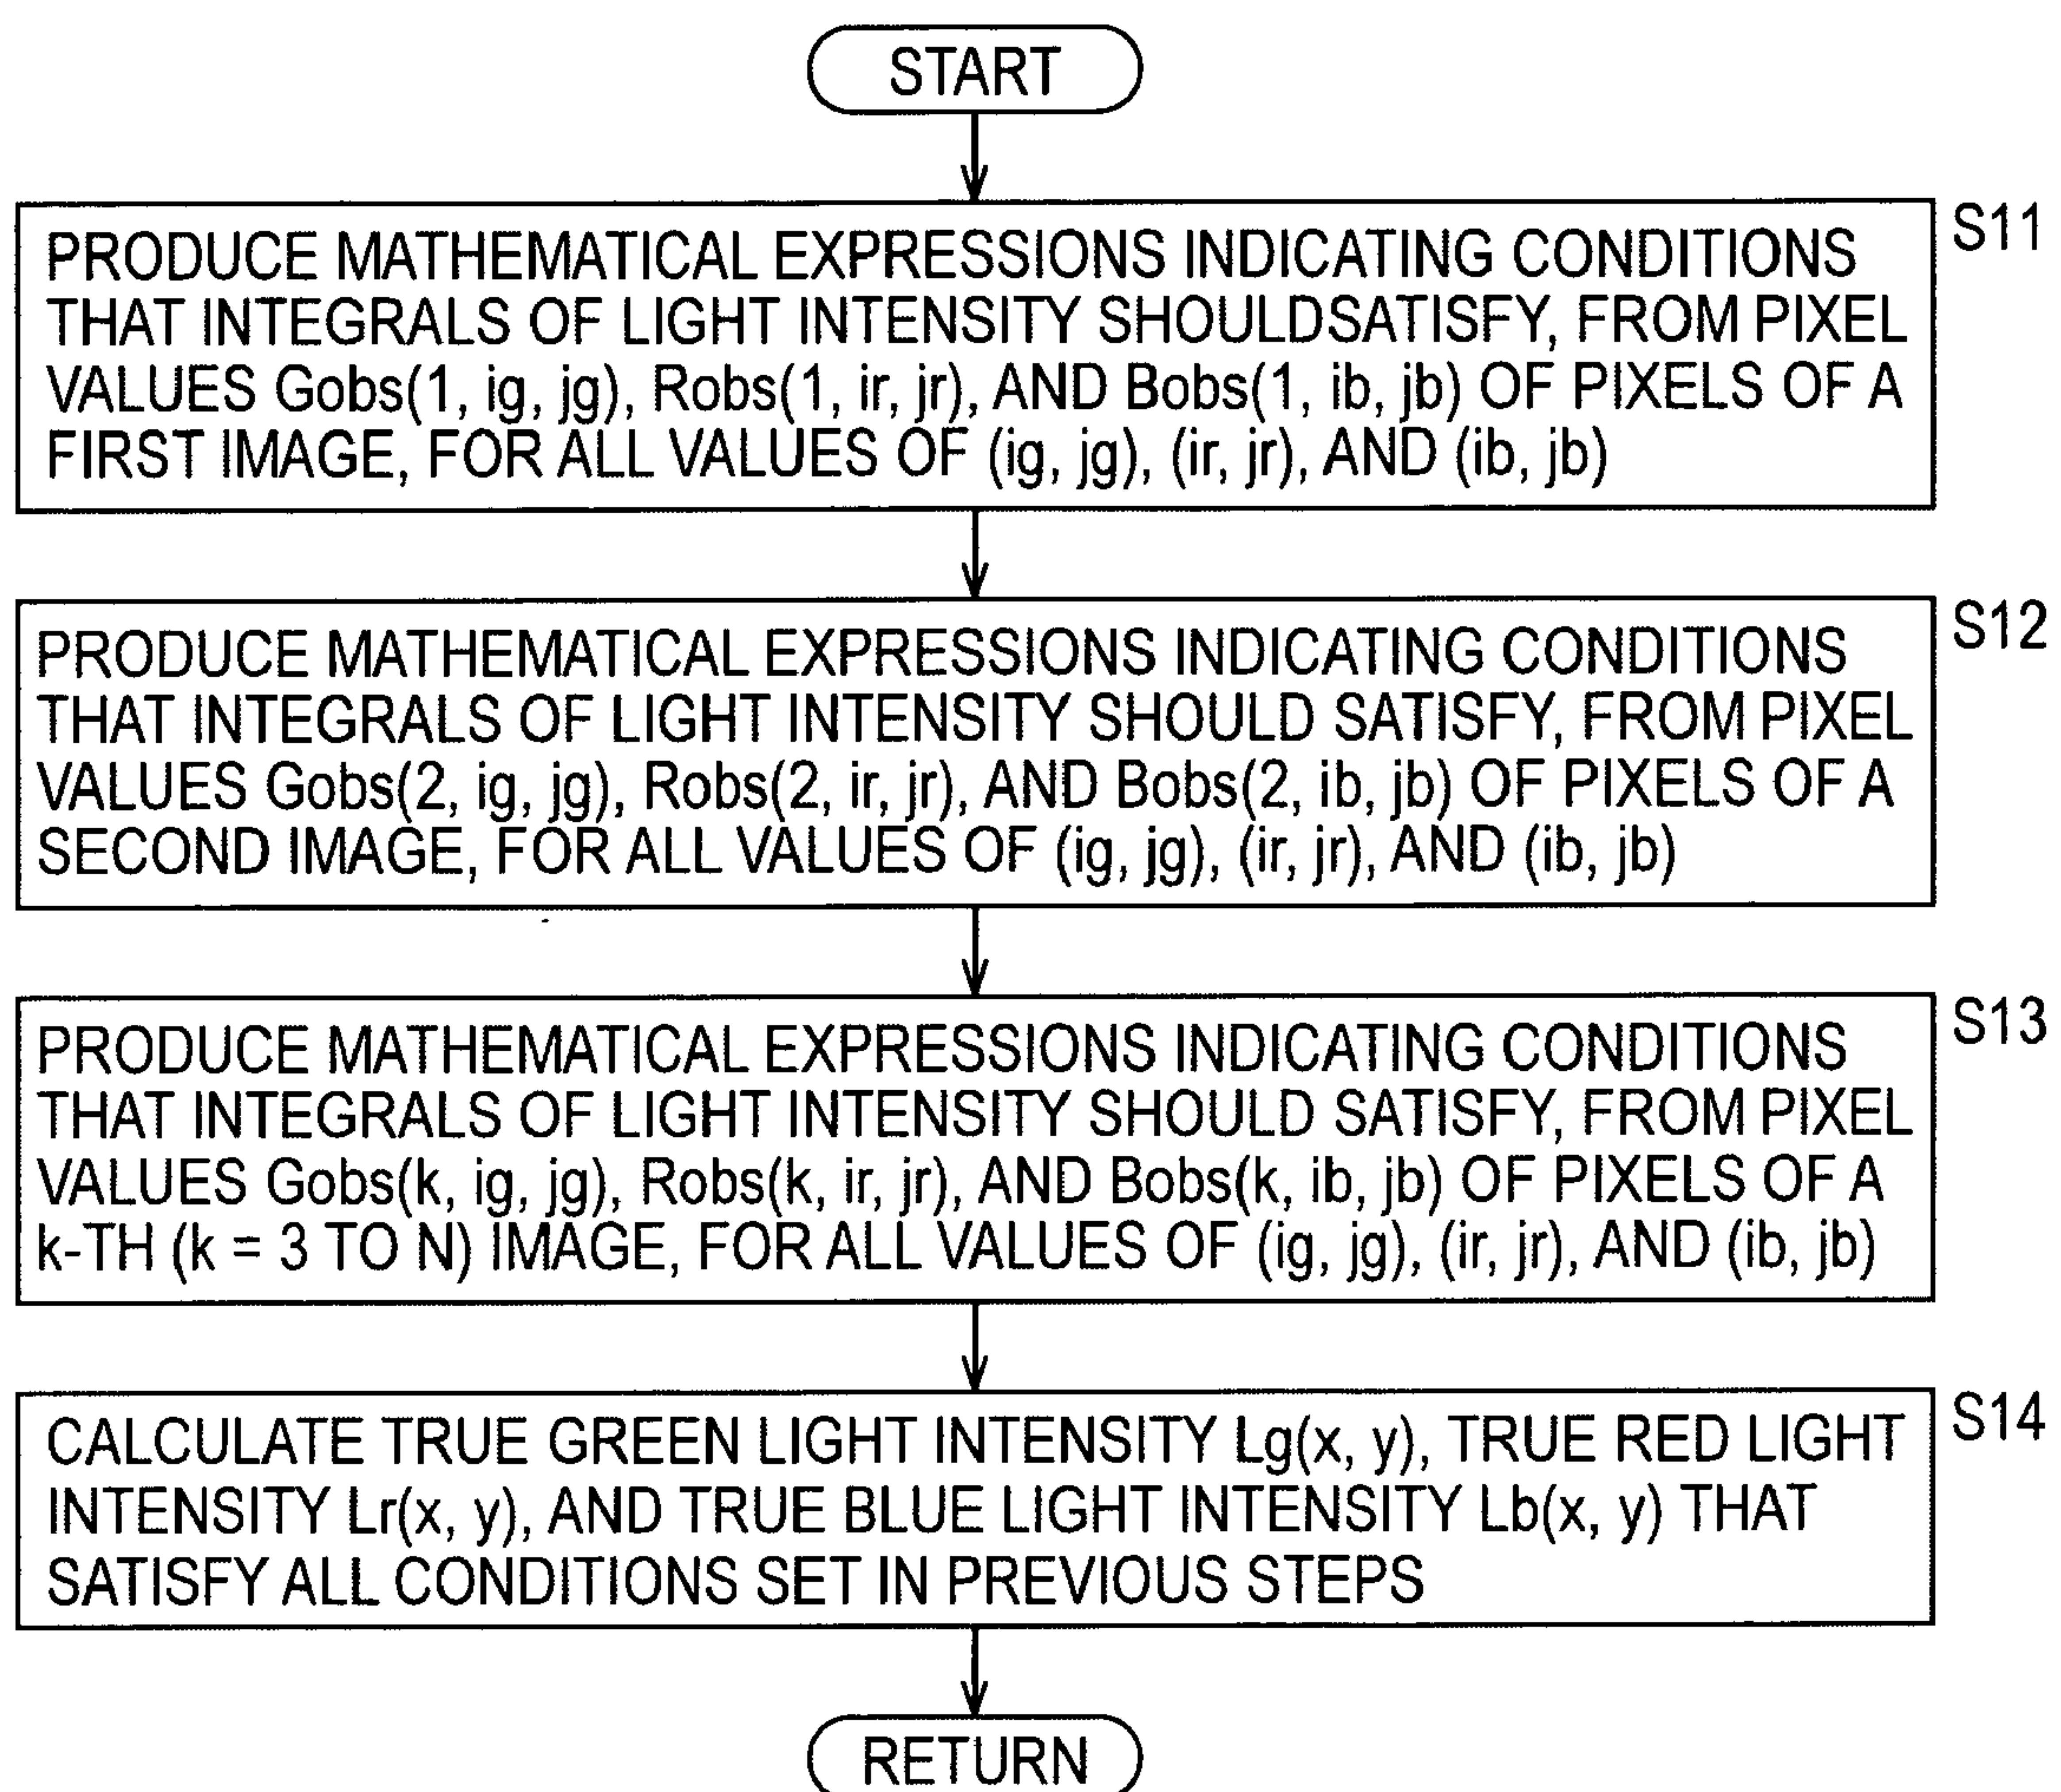 START
S11
PRODUCE MATHEMATICAL EXPRESSIONS INDICATING CONDITIONS
THAT INTEGRALS OF LIGHT INTENSITY SHOULDSATISFY, FROM PIXEL
VALUES Gobs(1, ig, jg), Robs(1, ir, jr), AND Bobs(1, ib, jb) OF PIXELS OF A
FIRST IMAGE, FOR ALL VALUES OF (ig, jg), (ir, jr), AND (ib, jb)
S12
PRODUCE MATHEMATICAL EXPRESSIONS INDICATING CONDITIONS
THAT INTEGRALS OF LIGHT INTENSITY SHOULD SATISFY, FROM PIXEL
VALUES Gobs(2, ig, jg), Robs(2, ir, jr), AND Bobs(2, ib, jb) OF PIXELS OF A
SECOND IMAGE, FOR ALL VALUES OF (ig, jg), (ir, jr), AND (ib, jb)
S13
PRODUCE MATHEMATICAL EXPRESSIONS INDICATING CONDITIONS
THAT INTEGRALS OF LIGHT INTENSITY SHOULD SATISFY, FROM PIXEL
VALUES Gobs(k, ig, jg), Robs(k, ir, jr), AND Bobs(k, ib, jb) OF PIXELS OF A
k-TH (k = 3 TO N) IMAGE, FOR ALL VALUES OF (ig, jg), (ir, jr), AND (ib, jb)
S14
CALCULATE TRUE GREEN LIGHT INTENSITY Lg(x, y), TRUE RED LIGHT
INTENSITY Lr(x, y), AND TRUE BLUE LIGHT INTENSITY Lb(x, y) THAT
SATISFY ALL CONDITIONS SET IN PREVIOUS STEPS
RETURN